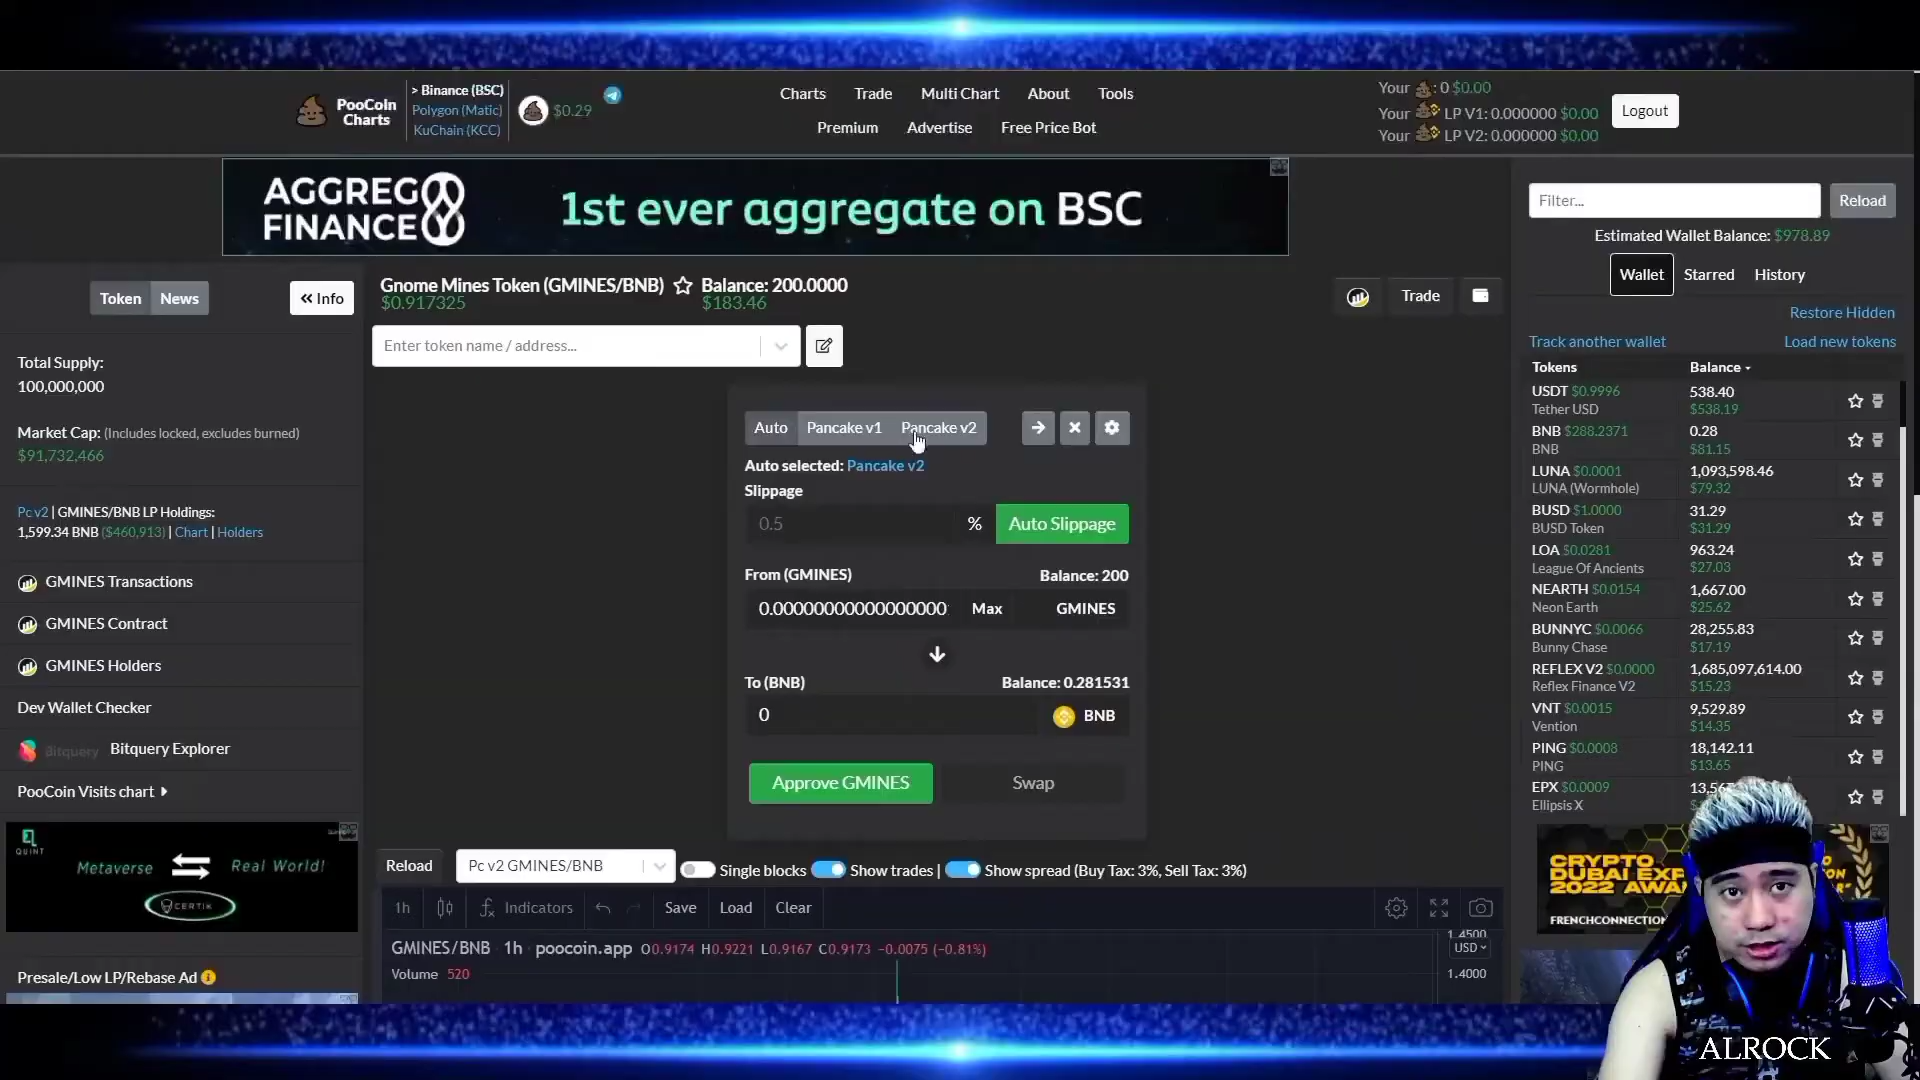 PooCoin
Charts
> Binance (BSC)
Polygon (Matic)
KuChain (KCC)
$0.29
Charts
Trade
Multi Chart
About
Tools
Premium
Advertise
Free Price Bot
Your : 0 $0.00
Your LP V1: 0.000000 $0.00
Your LP V2: 0.000000 $0.00
Logout
AGGREG
FINANCE
1st ever aggregate on BSC
Filter...
Reload
Estimated Wallet Balance: $978.89
Wallet
Starred
History
Restore Hidden
Track another wallet
Load new tokens
Tokens
Balance
USDT $0.9996
538.40
Tether USD
$538.19
BNB $288.2371
0.28
BNB
$81.15
LUNA $0.0001
1,093,598.46
LUNA (Wormhole)
$79.32
BUSD $1.0000
31.29
BUSD Token
$31.29
LOA $0.0281
963.24
League Of Ancients
$27.03
NEARTH $0.0154
1,667.00
Neon Earth
$25.62
BUNNYC $0.0066
28,255.83
Bunny Chase
$17.19
REFLEX V2 $0.0000
1,685,097,614.00
Reflex Finance V2
$15.23
VNT $0.0015
9,529.89
Vention
$14.35
PING $0.0008
18,142.11
PING
$13.65
EPX $0.0009
Ellipsis X
Token
News
« Info
Total Supply:
100,000,000
Market Cap: (Includes locked, excludes burned)
$91,732,466
Pc v2 | GMINES/BNB LP Holdings:
1,599.34 BNB ($460,913) | Chart | Holders
GMINES Transactions
GMINES Contract
GMINES Holders
Dev Wallet Checker
Bitquery
Bitquery Explorer
PooCoin Visits chart
QUINT
Metaverse
Real World!
CERTIK
Presale/Low LP/Rebase Ad
Gnome Mines Token (GMINES/BNB)
$0.917325
Balance: 200.0000
$183.46
Trade
Enter token name / address...
Auto
Pancake v1
Pancake v2
Auto selected: Pancake v2
Slippage
0.5
%
Auto Slippage
From (GMINES)
Balance: 200
0.00000000000000000
Max
GMINES
To (BNB)
Balance: 0.281531
0
BNB
Approve GMINES
Swap
Reload
Pc v2 GMINES/BNB
Single blocks
Show trades |
Show spread (Buy Tax: 3%, Sell Tax: 3%)
1h
Indicators
Save
Load
Clear
GMINES/BNB · 1h · poocoin.app O0.9174 H0.9221 L0.9167 C0.9173 −0.0075 (−0.81%)
Volume 520
1.4500
USD
1.4000
CRYPTO
DUBAI
2022
ALROCK